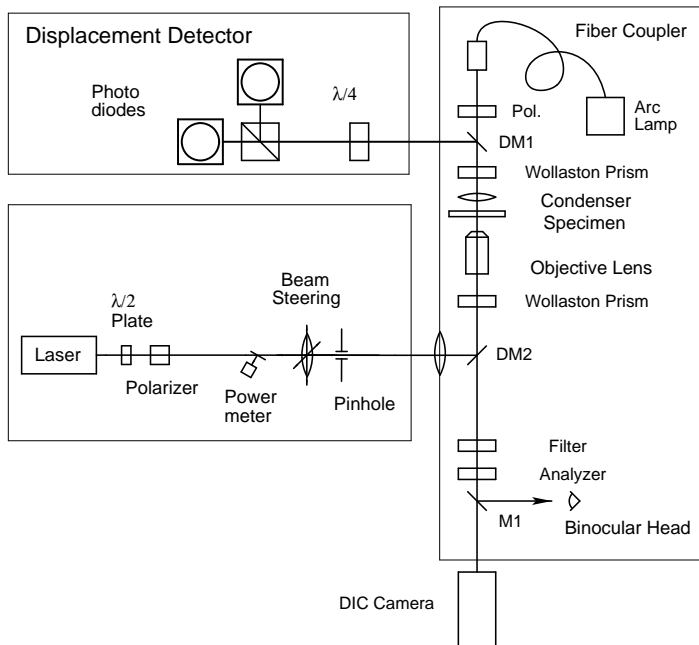 Displacement Detector
Photo
diodes
λ/4
Fiber Coupler
Pol.
Arc
Lamp
DM1
Wollaston Prism
Condenser
Specimen
Objective Lens
Wollaston Prism
Beam
Steering
λ/2
Plate
Laser
Polarizer
Power
meter
Pinhole
DM2
Filter
Analyzer
M1
Binocular Head
DIC Camera